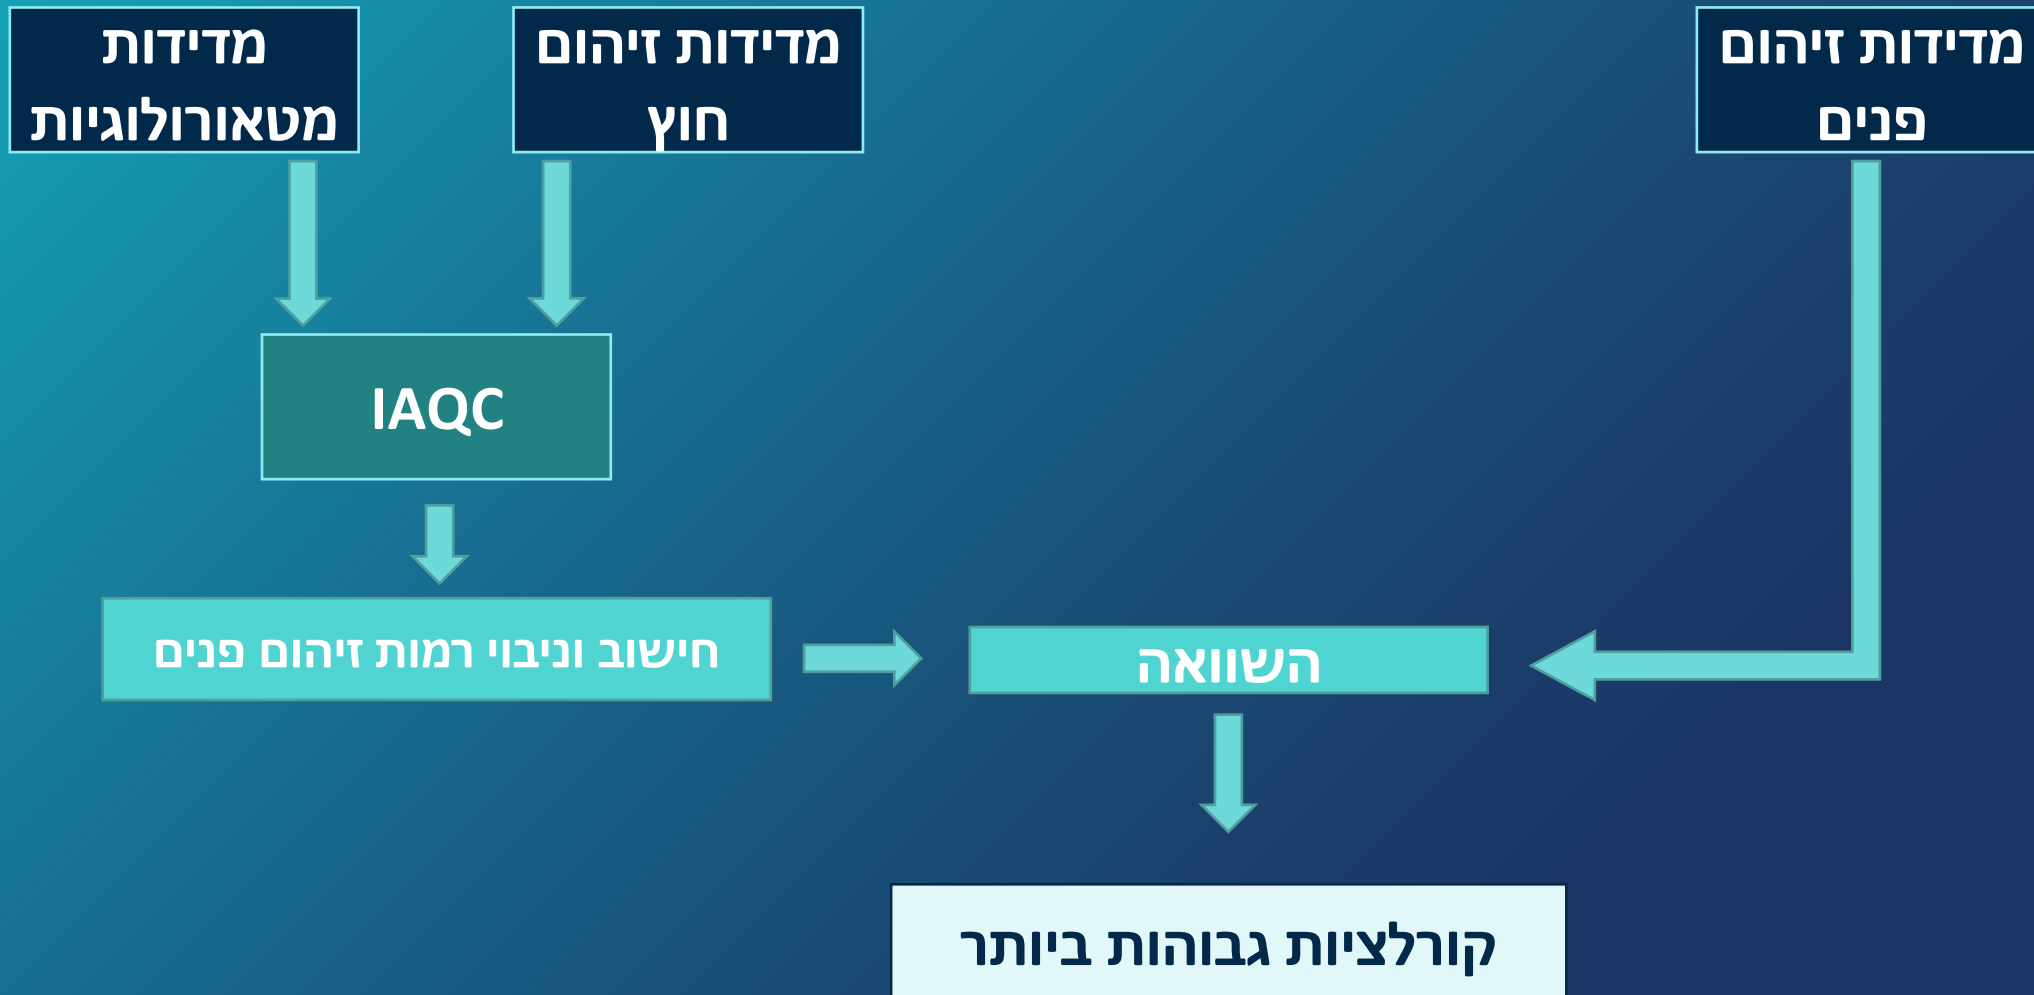 מדידות זיהום
פנים
מדידות זיהום
חוץ
מדידות
מטאורולוגיות
IAQC
חישוב וניבוי רמות זיהום פנים
השוואה
קורלציות גבוהות ביותר